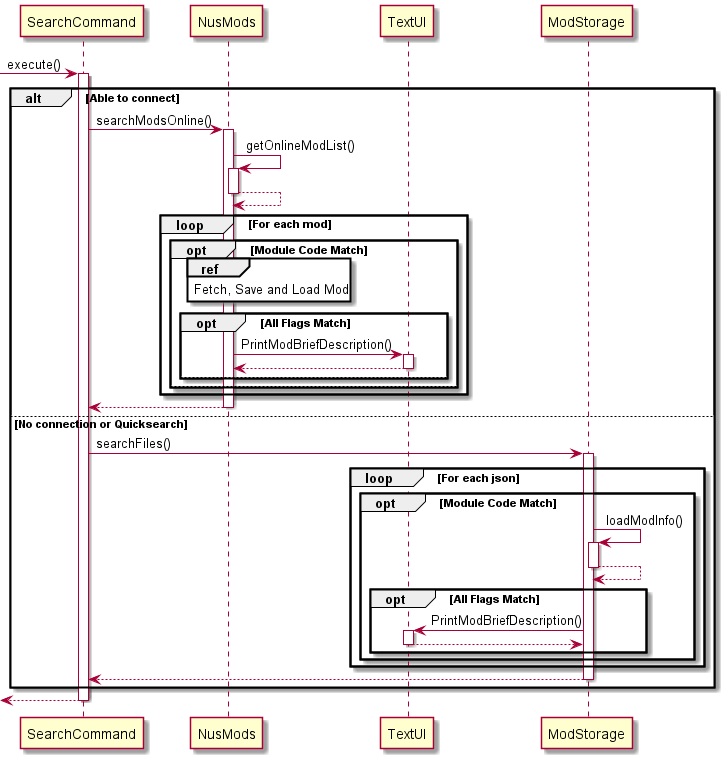 SearchCommand NusMods TextUI ModStorage
execute()
alt [Able to connect]
searchModsOnline()
getOnlineModList()
loop [For each mod]
opt [Module Code Match]
ref
Fetch, Save and Load Mod
opt [All Flags Match]
PrintModBriefDescription()
[No connection or Quicksearch]
searchFiles()
loop [For each json]
opt [Module Code Match]
loadModInfo()
opt [All Flags Match]
PrintModBriefDescription()
SearchCommand NusMods TextUI ModStorage